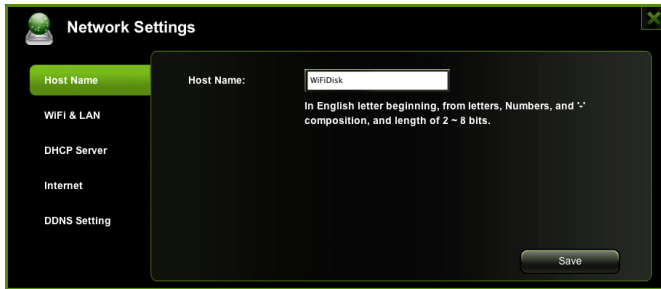 Network Settings
Host Name
WiFi & LAN
DHCP Server
Internet
DDNS Setting
Host Name:
WiFiDisk
In English letter beginning, from letters, Numbers, and '-'
composition, and length of 2 ~ 8 bits.
Save